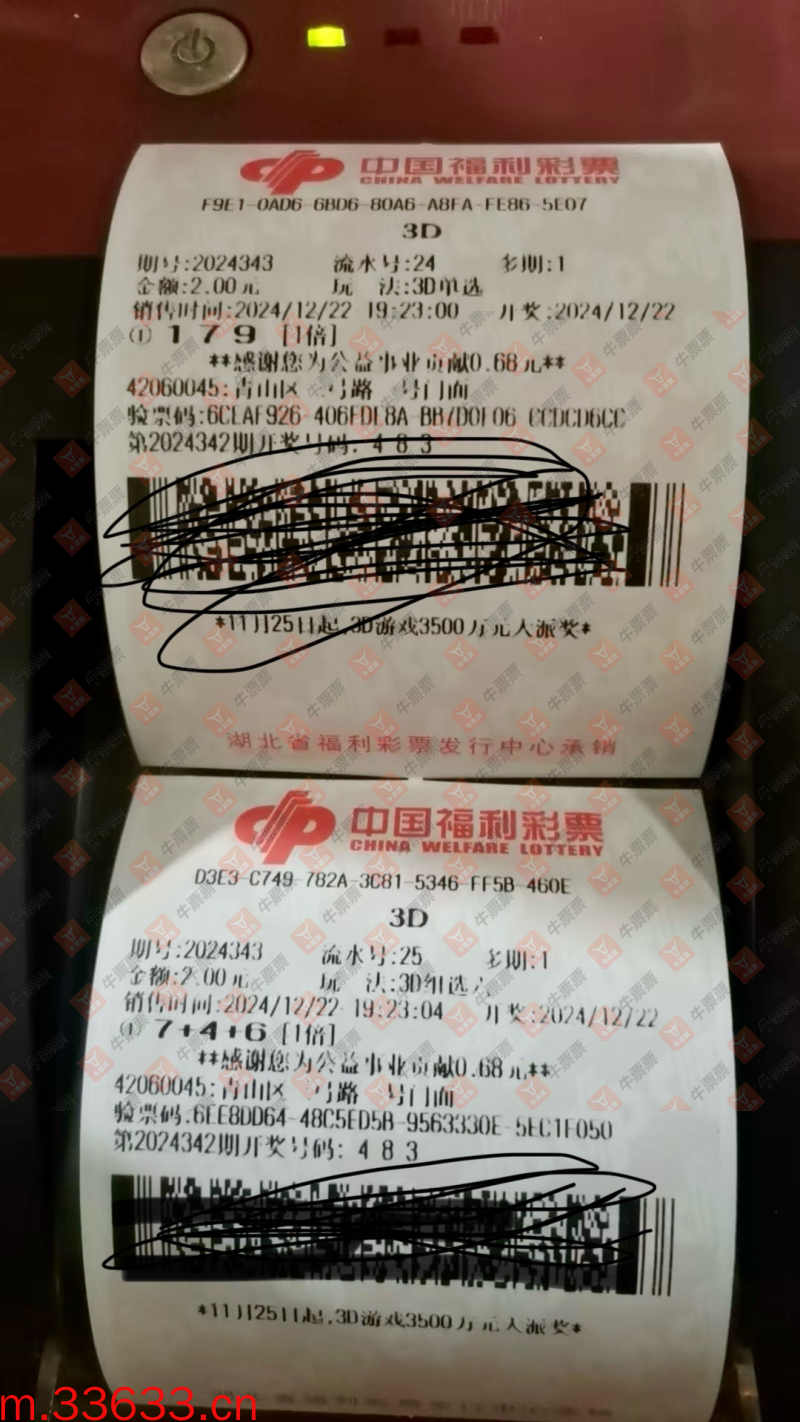 中国福利彩票
CHINA WELFARE LOTTERY
F9E1-0AD6-6BD6-80A6-A8FA-FE86-5E07
3D
期号:2024343 流水号:24 多期:1
金额:2.00元 玩 法:3D单选
销售时间:2024/12/22 19:23:00 开奖:2024/12/22
① 1 7 9 [1倍]
**感谢您为公益事业贡献0.68元**
42060045:青山区 号路 号门面
验票码:6CLAF926 406FDL8A BB7D0F06 CCDCD6CC
第2024342期开奖号码: 4 8 3
*11月25日起,3D游戏3500万元大派奖*
湖北省福利彩票发行中心承销
中国福利彩票
CHINA WELFARE LOTTERY
D3E3-C749-782A-3C81-5346-FF5B-460E
3D
期号:2024343 流水号:25 多期:1
金额:2.00元 玩 法:3D组选
销售时间:2024/12/22 19:23:04 开奖:2024/12/22
① 7+4+6 [1倍]
**感谢您为公益事业贡献0.68元**
42060045:青山区 号路 号门面
验票码:6EE8DD64-48C5ED5B-9563330E-5EC1F050
第2024342期开奖号码: 4 8 3
*11月25日起,3D游戏3500万元大派奖*
m.33633.cn
牛票票